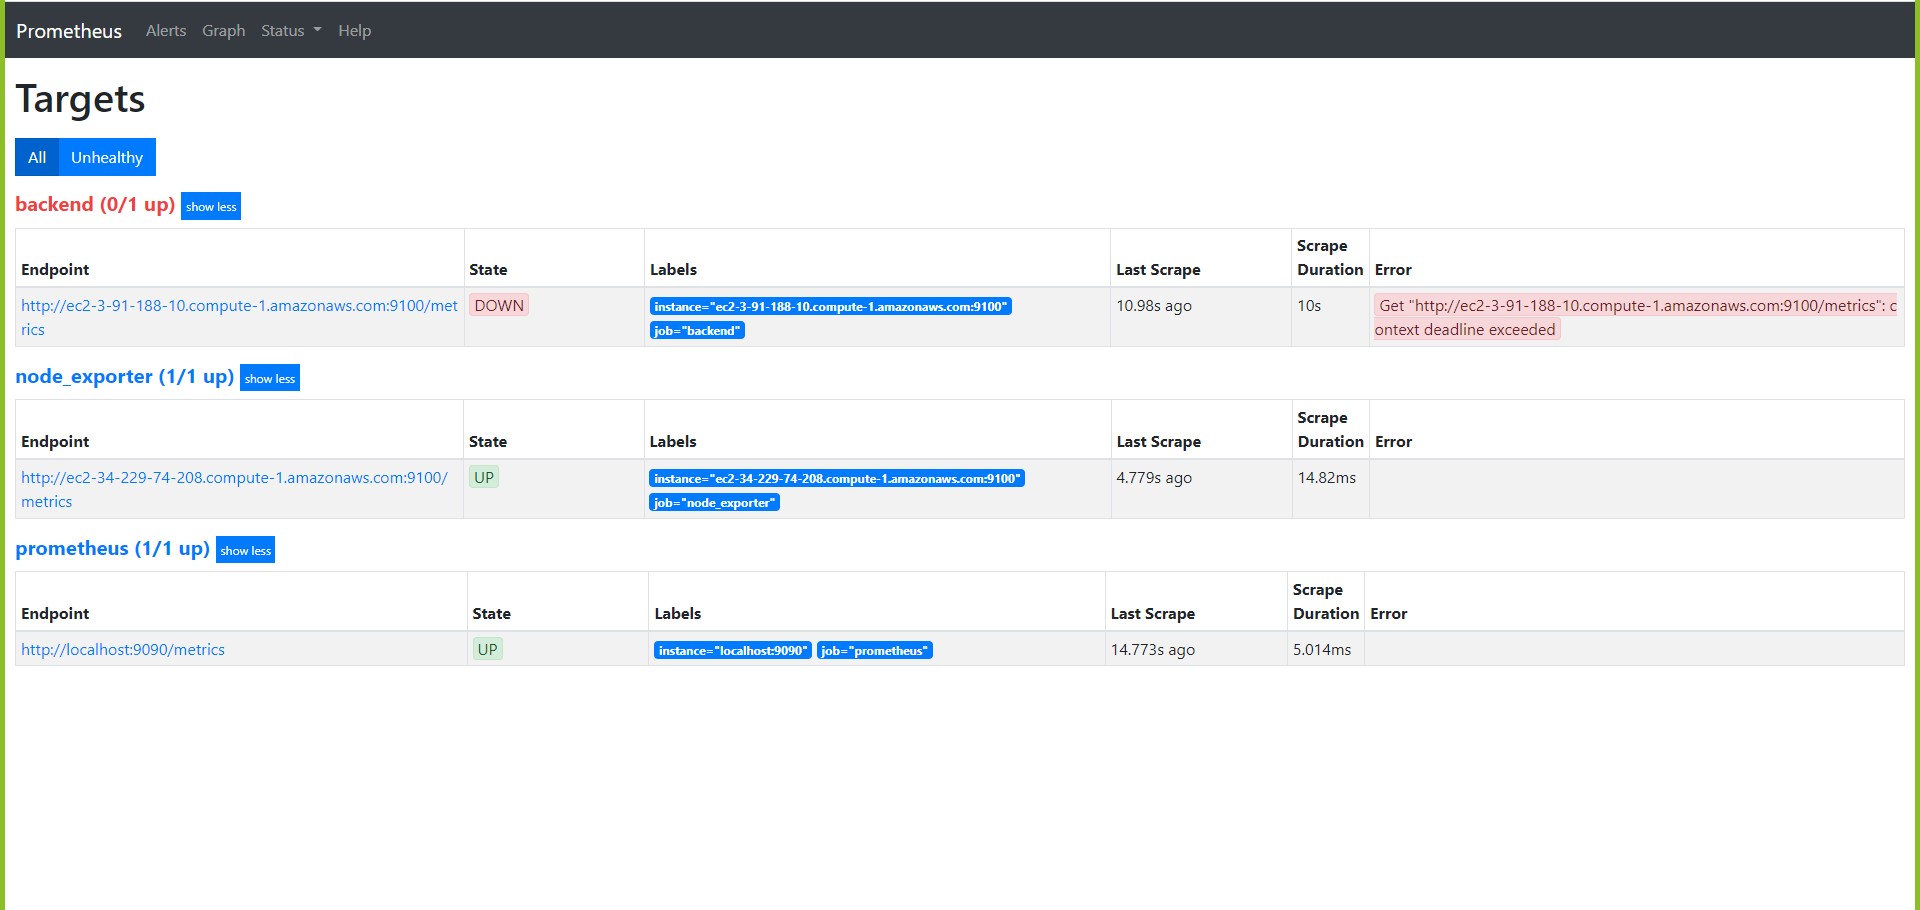 Prometheus Alerts Graph Status Help
Targets
All Unhealthy
backend (0/1 up) show less
Endpoint State Labels Last Scrape Scrape Duration Error
http://ec2-3-91-188-10.compute-1.amazonaws.com:9100/met
rics
DOWN
instance="ec2-3-91-188-10.compute-1.amazonaws.com:9100"
job="backend"
10.98s ago
10s
Get "http://ec2-3-91-188-10.compute-1.amazonaws.com:9100/metrics": c
ontext deadline exceeded
node_exporter (1/1 up) show less
Endpoint State Labels Last Scrape Scrape Duration Error
http://ec2-34-229-74-208.compute-1.amazonaws.com:9100/
metrics
UP
instance="ec2-34-229-74-208.compute-1.amazonaws.com:9100"
job="node_exporter"
4.779s ago
14.82ms
prometheus (1/1 up) show less
Endpoint State Labels Last Scrape Scrape Duration Error
http://localhost:9090/metrics
UP
instance="localhost:9090" job="prometheus"
14.773s ago
5.014ms